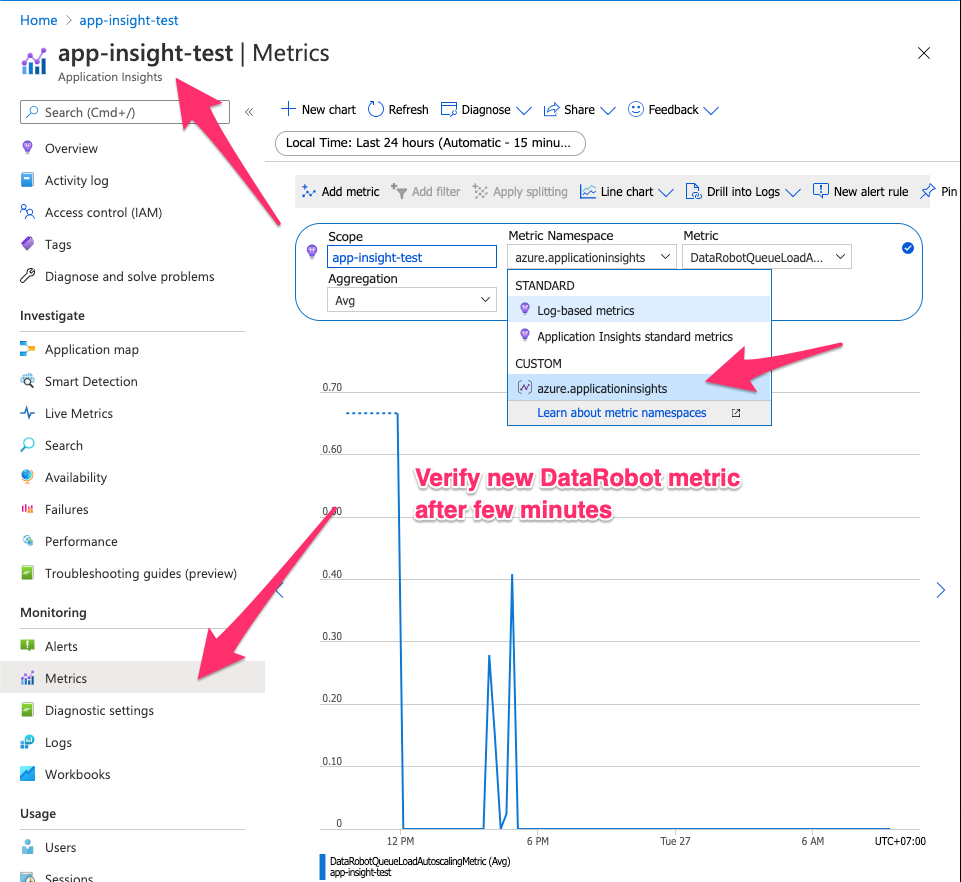 Home > app-insight-test
app-insight-test | Metrics
Application Insights
Search (Cmd+/)
«
New chart Refresh Diagnose Share Feedback
Local Time: Last 24 hours (Automatic - 15 minu...
Overview
Activity log
Access control (IAM)
Tags
Diagnose and solve problems
Investigate
Application map
Smart Detection
Live Metrics
Search
Availability
Failures
Performance
Troubleshooting guides (preview)
Monitoring
Alerts
Metrics
Diagnostic settings
Logs
Workbooks
Usage
Users
Sessions
Add metric Add filter Apply splitting Line chart Drill into Logs New alert rule Pin
Scope Metric Namespace Metric
app-insight-test azure.applicationinsights DataRobotQueueLoadA...
Aggregation
Avg
STANDARD
Log-based metrics
Application Insights standard metrics
CUSTOM
azure.applicationinsights
Learn about metric namespaces
Verify new DataRobot metric
after few minutes
0.70
0.60
0.50
0.40
0.30
0.20
0.10
0
12 PM 6 PM Tue 27 6 AM UTC+07:00
DataRobotQueueLoadAutoscalingMetric (Avg)
app-insight-test